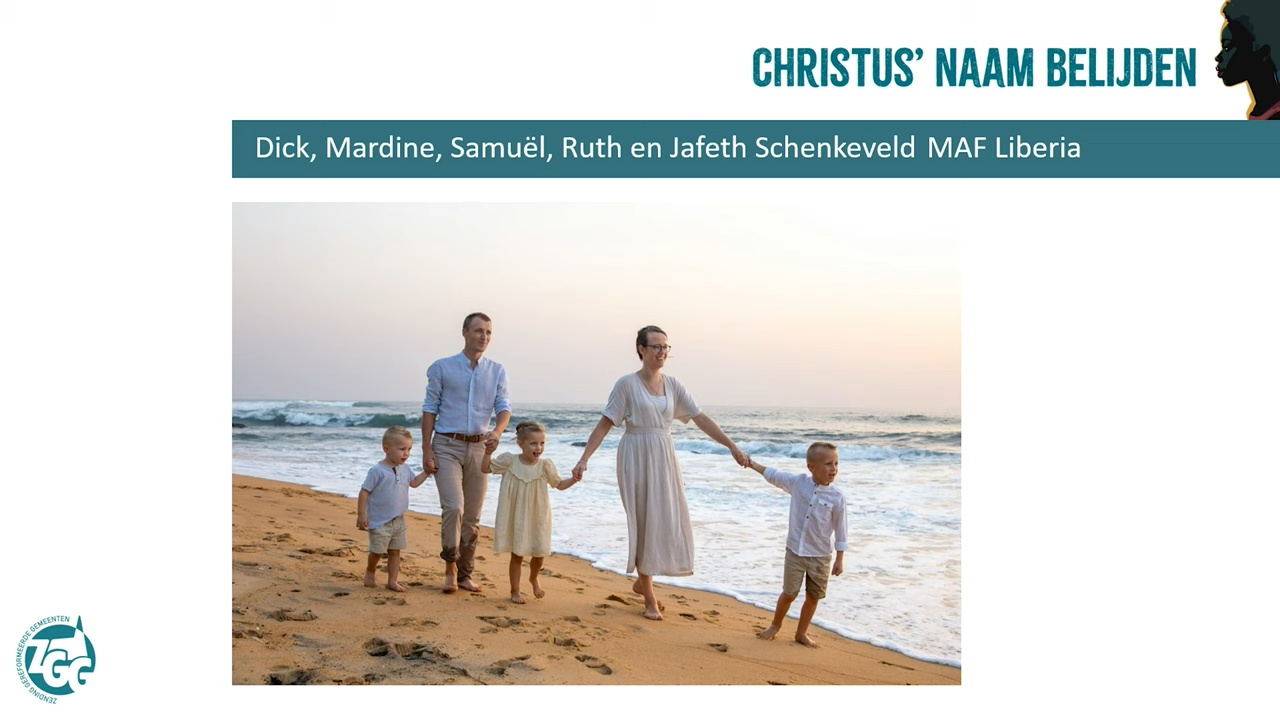 CHRISTUS’ NAAM BELIJDEN
Dick, Mardine, Samuël, Ruth en Jafeth Schenkeveld MAF Liberia
ZENDING GEREFORMEERDE GEMEENTEN
ZGG